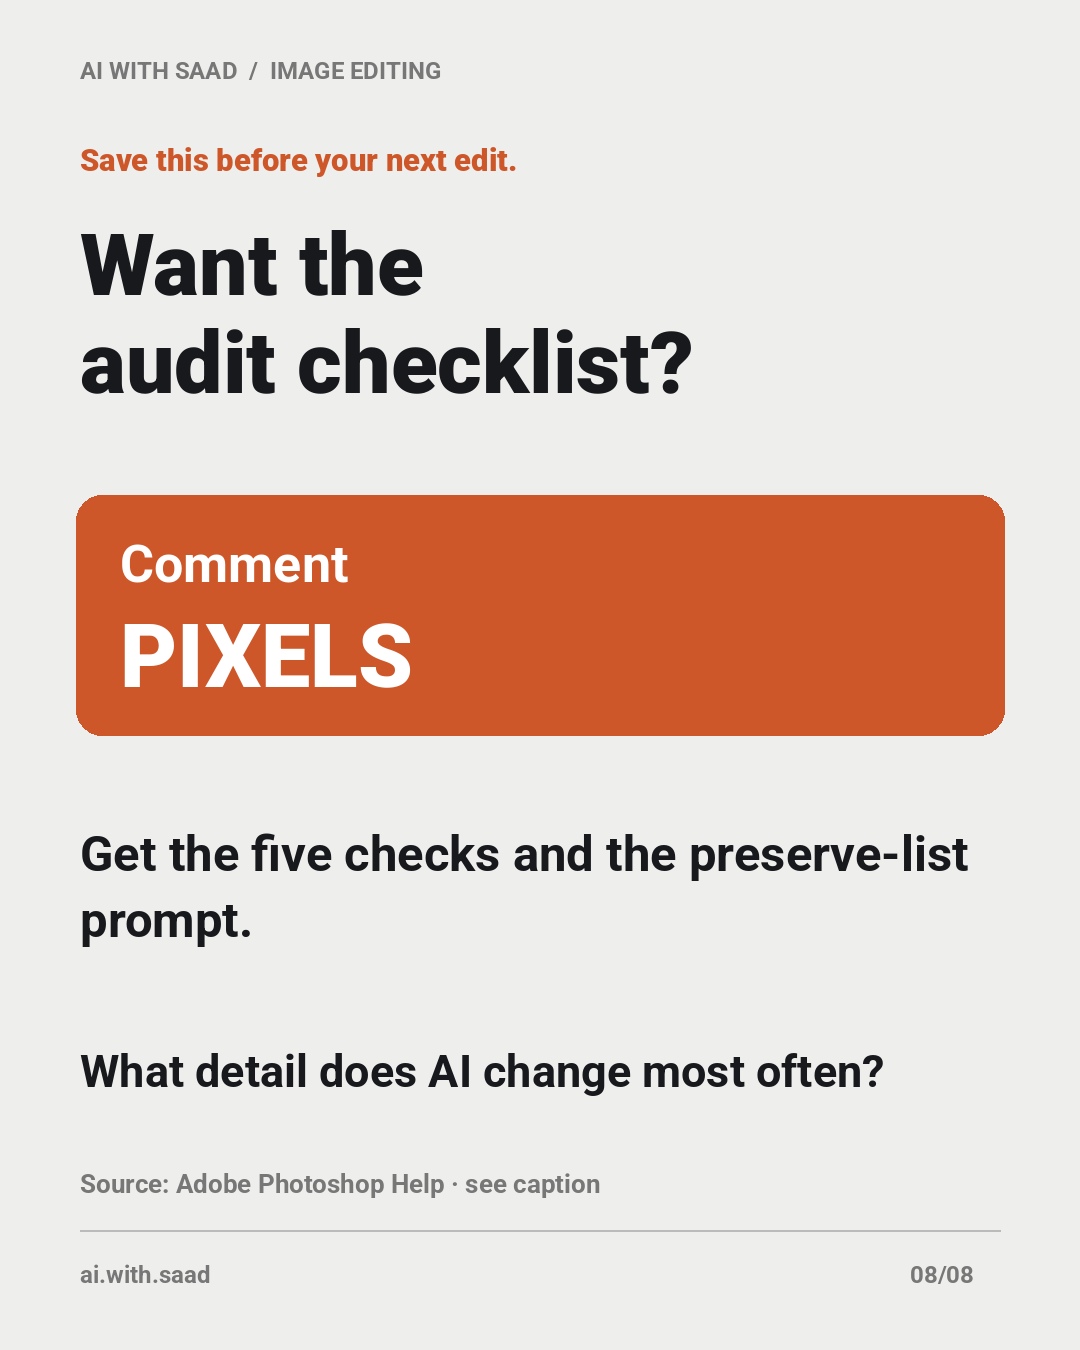 AI WITH SAAD / IMAGE EDITING
Save this before your next edit.
Want the
audit checklist?
Comment
PIXELS
Get the five checks and the preserve-list
prompt.
What detail does AI change most often?
Source: Adobe Photoshop Help · see caption
ai.with.saad
08/08